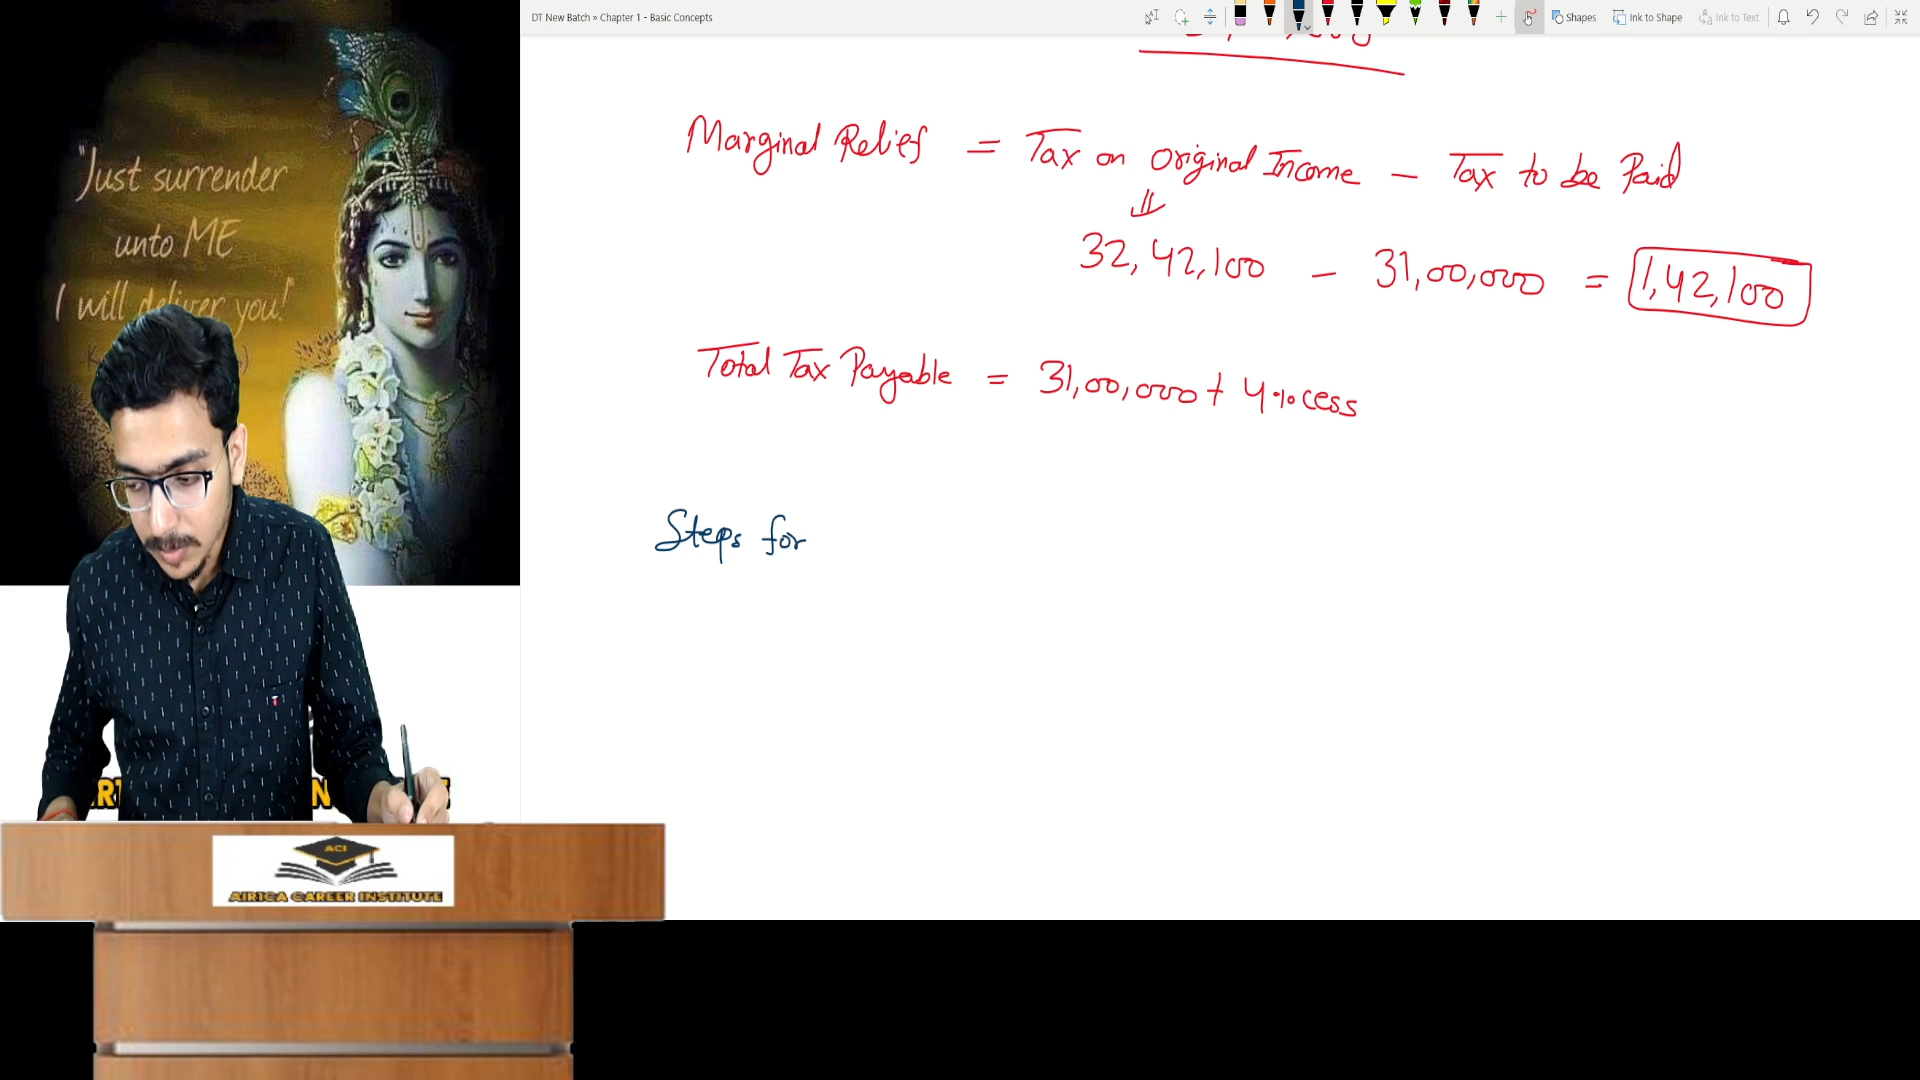 DT New Batch » Chapter 1 - Basic Concepts
Shapes
Ink to Shape
Ink to Text
Marginal Relief = Tax on Original Income - Tax to be Paid
32,42,100 - 31,00,000 = 1,42,100
Total Tax Payable = 31,00,000 + 4% cess
Steps for
"Just surrender
unto ME
I will deliver you!"
ACI
AIRICA CAREER INSTITUTE